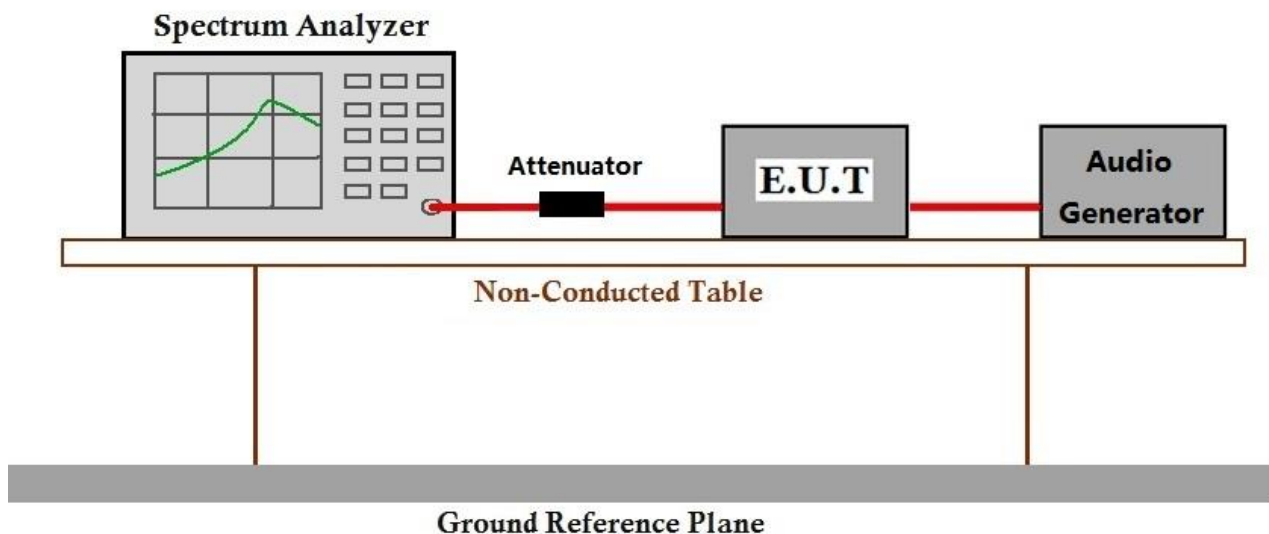 Spectrum Analyzer
Attenuator
E.U.T
Audio
Generator
Non-Conducted Table
Ground Reference Plane